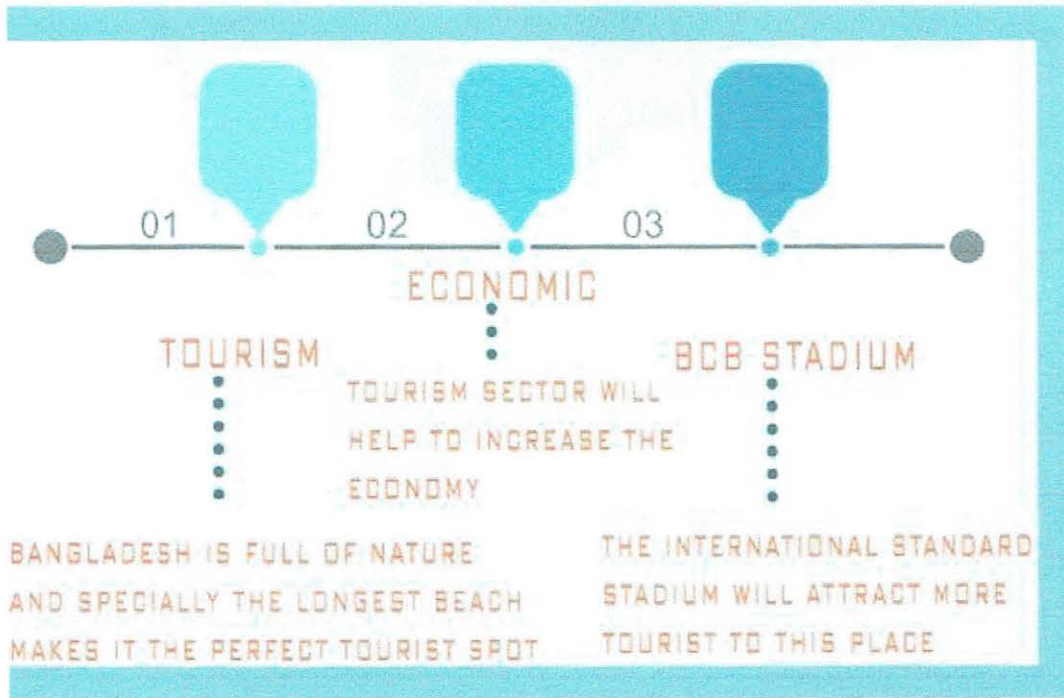 01
02
03
TOURISM
BANGLADESH IS FULL OF NATURE
AND SPECIALLY THE LONGEST BEACH
MAKES IT THE PERFECT TOURIST SPOT
ECONOMIC
TOURISM SECTOR WILL
HELP TO INCREASE THE
ECONOMY
BCB STADIUM
THE INTERNATIONAL STANDARD
STADIUM WILL ATTRACT MORE
TOURIST TO THIS PLACE